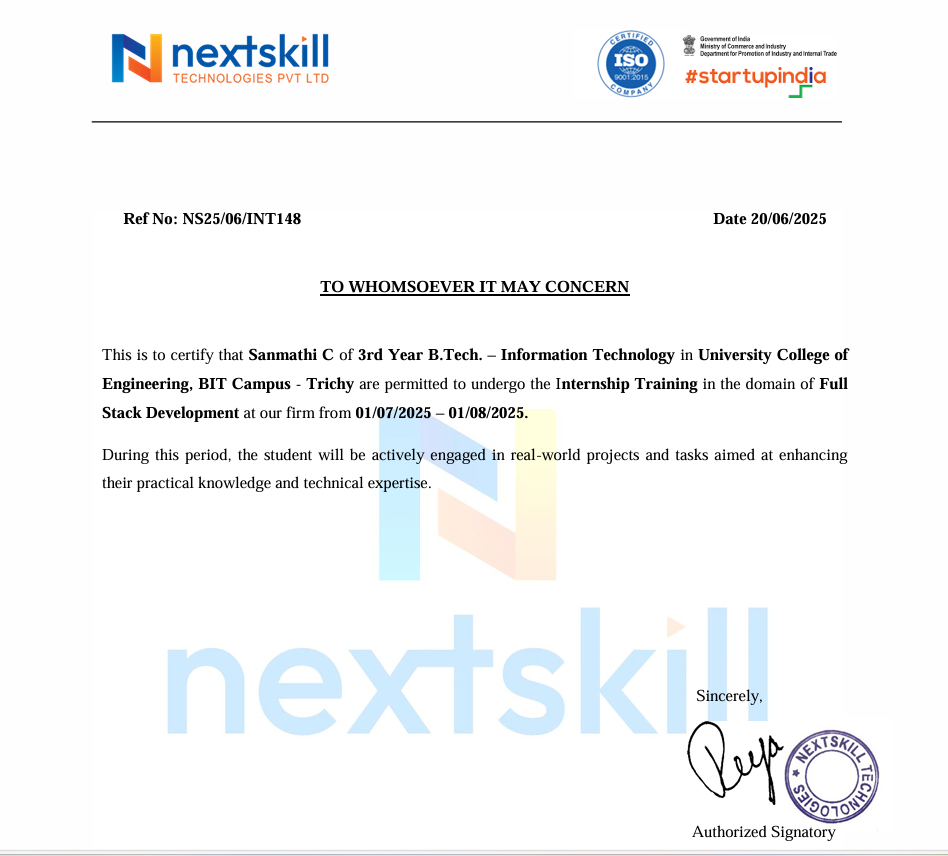 nextskill
TECHNOLOGIES PVT LTD
CERTIFIED
ISO
9001:2015
COMPANY
Government of India
Ministry of Commerce and Industry
Department for Promotion of Industry and Internal Trade
#startupindia
Ref No: NS25/06/INT148 Date 20/06/2025
TO WHOMSOEVER IT MAY CONCERN
This is to certify that Sanmathi C of 3rd Year B.Tech. – Information Technology in University College of
Engineering, BIT Campus - Trichy are permitted to undergo the Internship Training in the domain of Full
Stack Development at our firm from 01/07/2025 – 01/08/2025.
During this period, the student will be actively engaged in real-world projects and tasks aimed at enhancing
their practical knowledge and technical expertise.
nextskill
Sincerely,
NEXTSKILL TECHNOLOGIES
Authorized Signatory